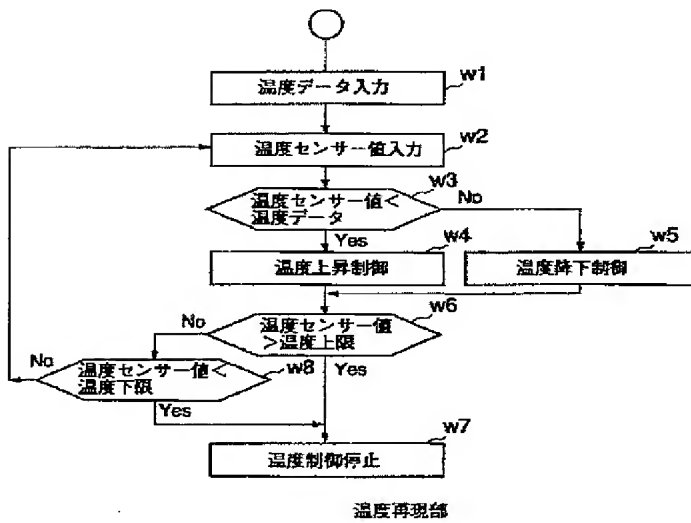 w1
温度データ入力
w2
温度センサー値入力
w3
温度センサー値<
温度データ
No
Yes
w4
温度上昇制御
w5
温度降下制御
w6
温度センサー値
>温度上限
No
Yes
w8
温度センサー値<
温度下限
No
Yes
w7
温度制御停止
温度再現部